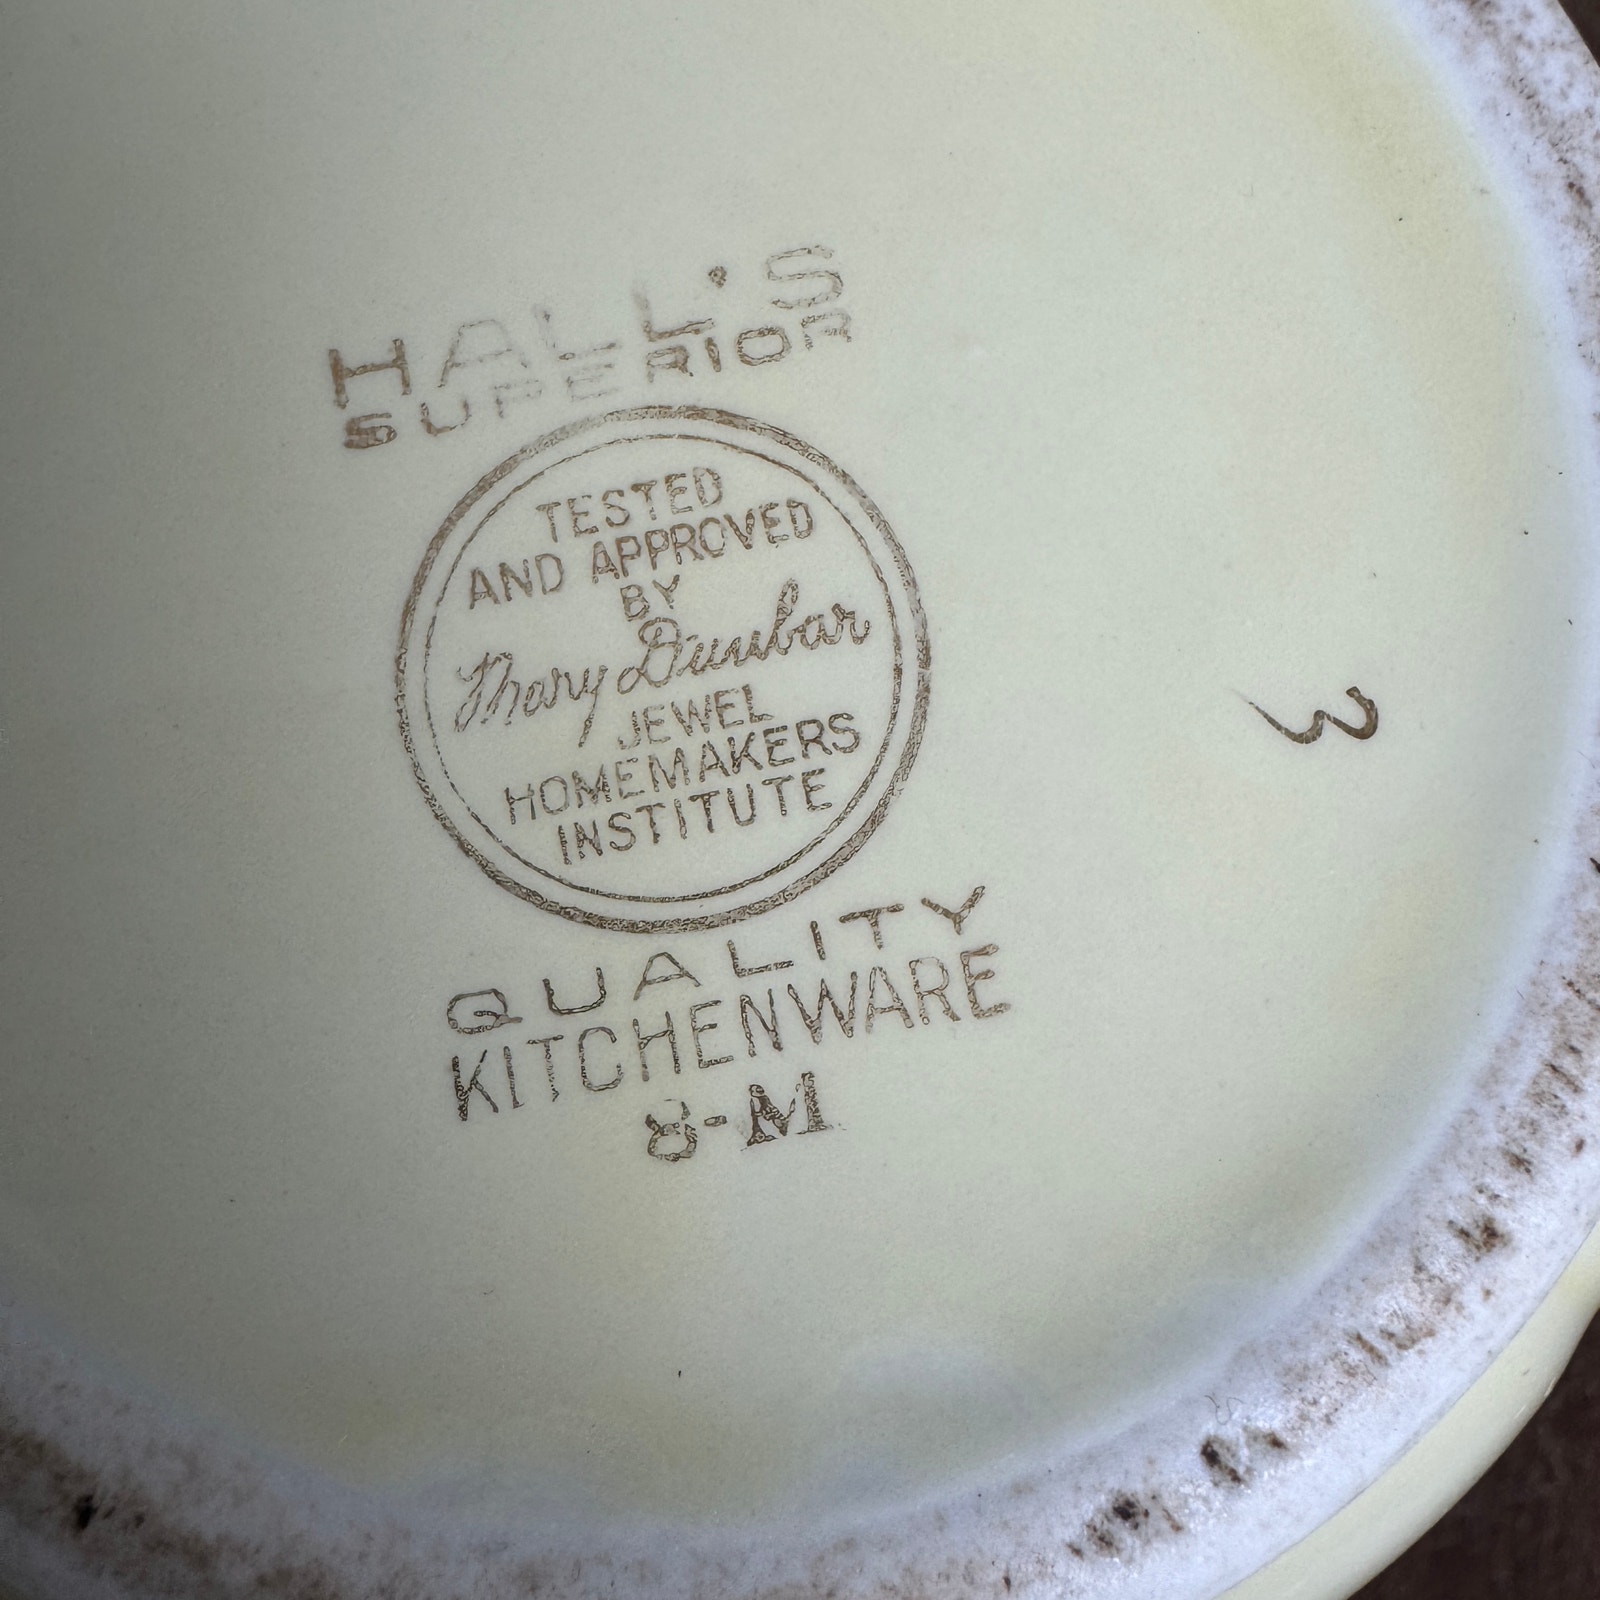 HALL'S
SUPERIOR
TESTED
AND APPROVED
BY
Mary Dunbar
JEWEL
HOMEMAKERS
INSTITUTE
QUALITY
KITCHENWARE
8-M
3